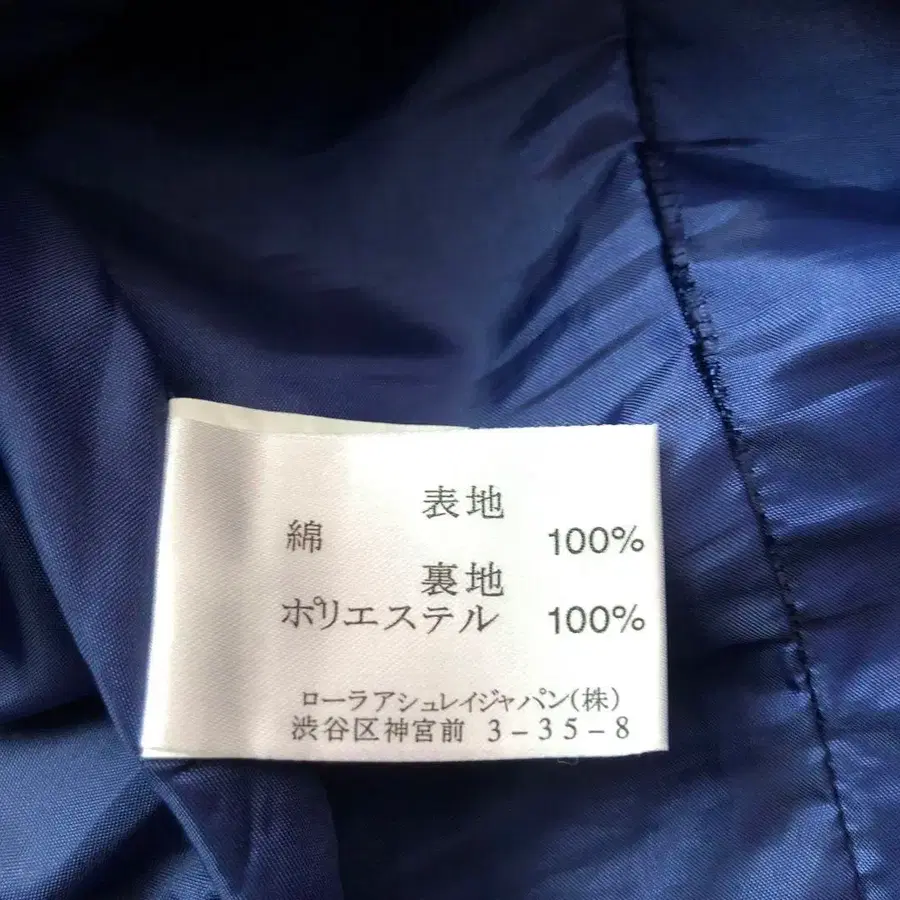 表地
綿 100%
裏地
ポリエステル 100%
ローラアシュレイジャパン(株)
渋谷区神宮前 3-35-8